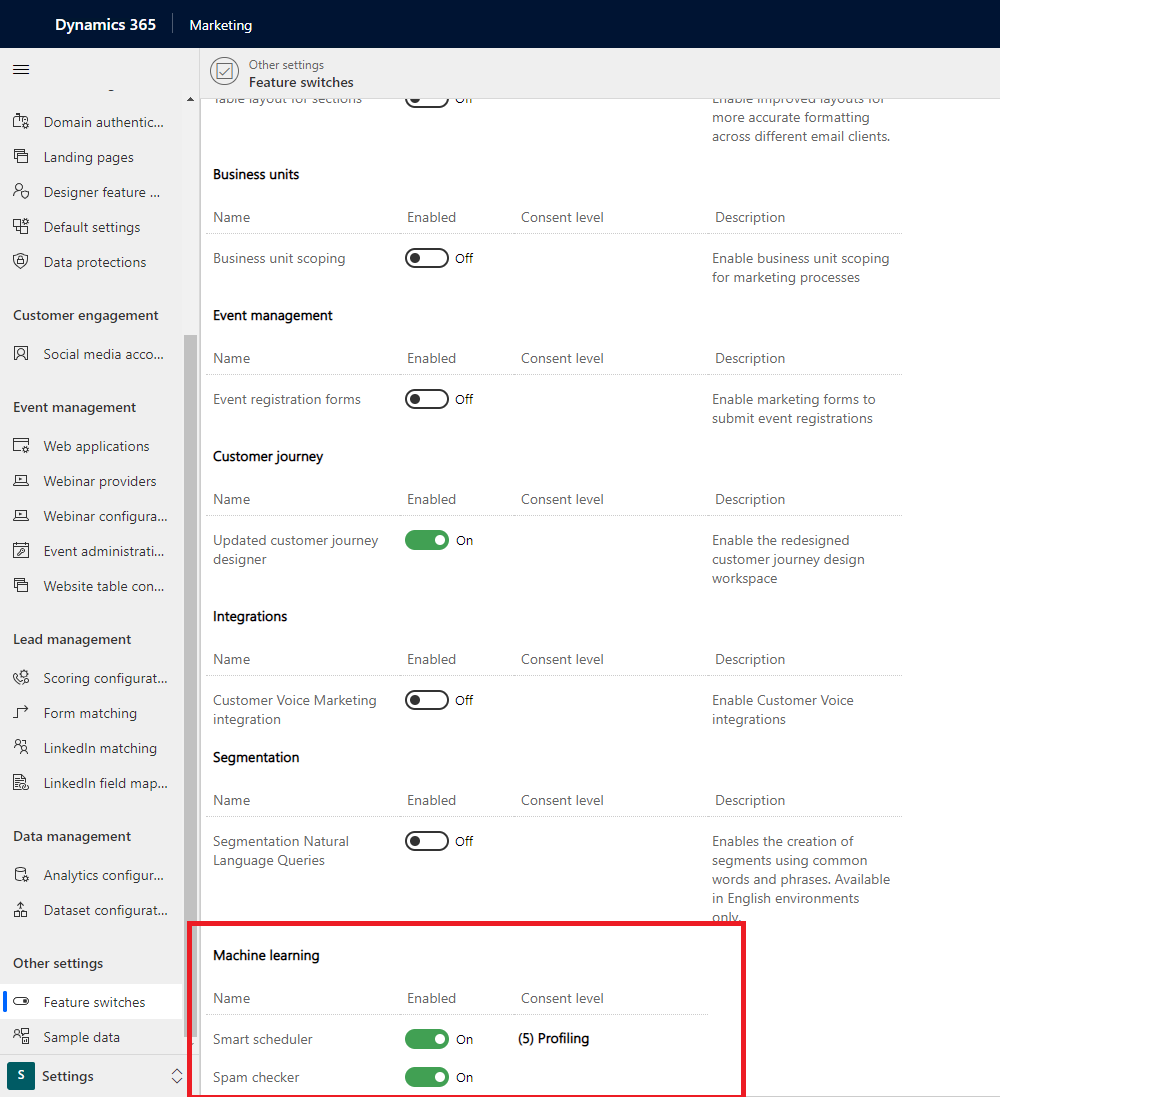 Dynamics 365 Marketing
Other settings
Feature switches
Domain authentic...
Landing pages
Designer feature ...
Default settings
Data protections
Customer engagement
Social media acco...
Event management
Web applications
Webinar providers
Webinar configura...
Event administrati...
Website table con...
Lead management
Scoring configurat...
Form matching
LinkedIn matching
LinkedIn field map...
Data management
Analytics configur...
Dataset configurat...
Other settings
Feature switches
Sample data
S Settings
Table layout for sections Off Enable improved layouts for
more accurate formatting
across different email clients.
Business units
Name Enabled Consent level Description
Business unit scoping Off Enable business unit scoping
for marketing processes
Event management
Name Enabled Consent level Description
Event registration forms Off Enable marketing forms to
submit event registrations
Customer journey
Name Enabled Consent level Description
Updated customer journey On Enable the redesigned
designer customer journey design
workspace
Integrations
Name Enabled Consent level Description
Customer Voice Marketing Off Enable Customer Voice
integration integrations
Segmentation
Name Enabled Consent level Description
Segmentation Natural Off Enables the creation of
Language Queries segments using common
words and phrases. Available
in English environments
only.
Machine learning
Name Enabled Consent level
Smart scheduler On (5) Profiling
Spam checker On